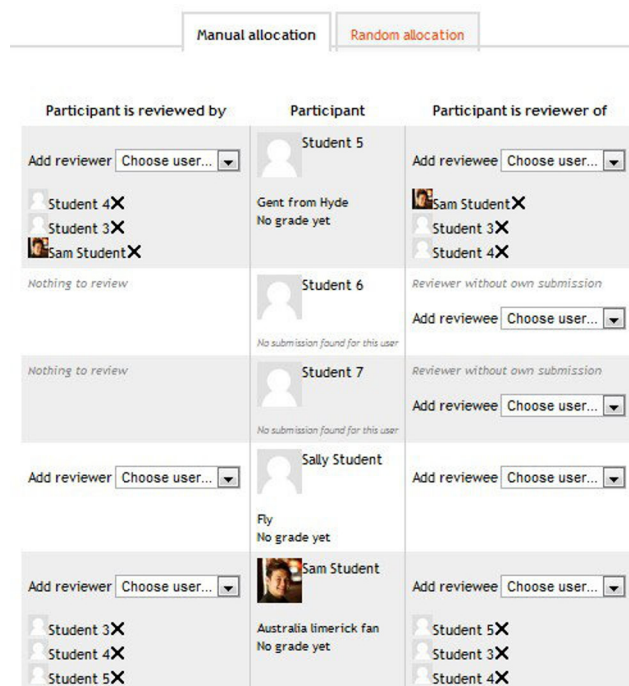 Manual allocation
Random allocation
Participant is reviewed by
Participant
Participant is reviewer of
Add reviewer Choose user...
Student 4
Student 3
Sam Student
Student 5
Gent from Hyde
No grade yet
Add reviewee Choose user...
Sam Student
Student 3
Student 4
Nothing to review
Student 6
No submission found for this user
Reviewer without own submission
Add reviewee Choose user...
Nothing to review
Student 7
No submission found for this user
Reviewer without own submission
Add reviewee Choose user...
Add reviewer Choose user...
Sally Student
Fly
No grade yet
Add reviewee Choose user...
Add reviewer Choose user...
Student 3
Student 4
Student 5
Sam Student
Australia limerick fan
No grade yet
Add reviewee Choose user...
Student 5
Student 3
Student 4